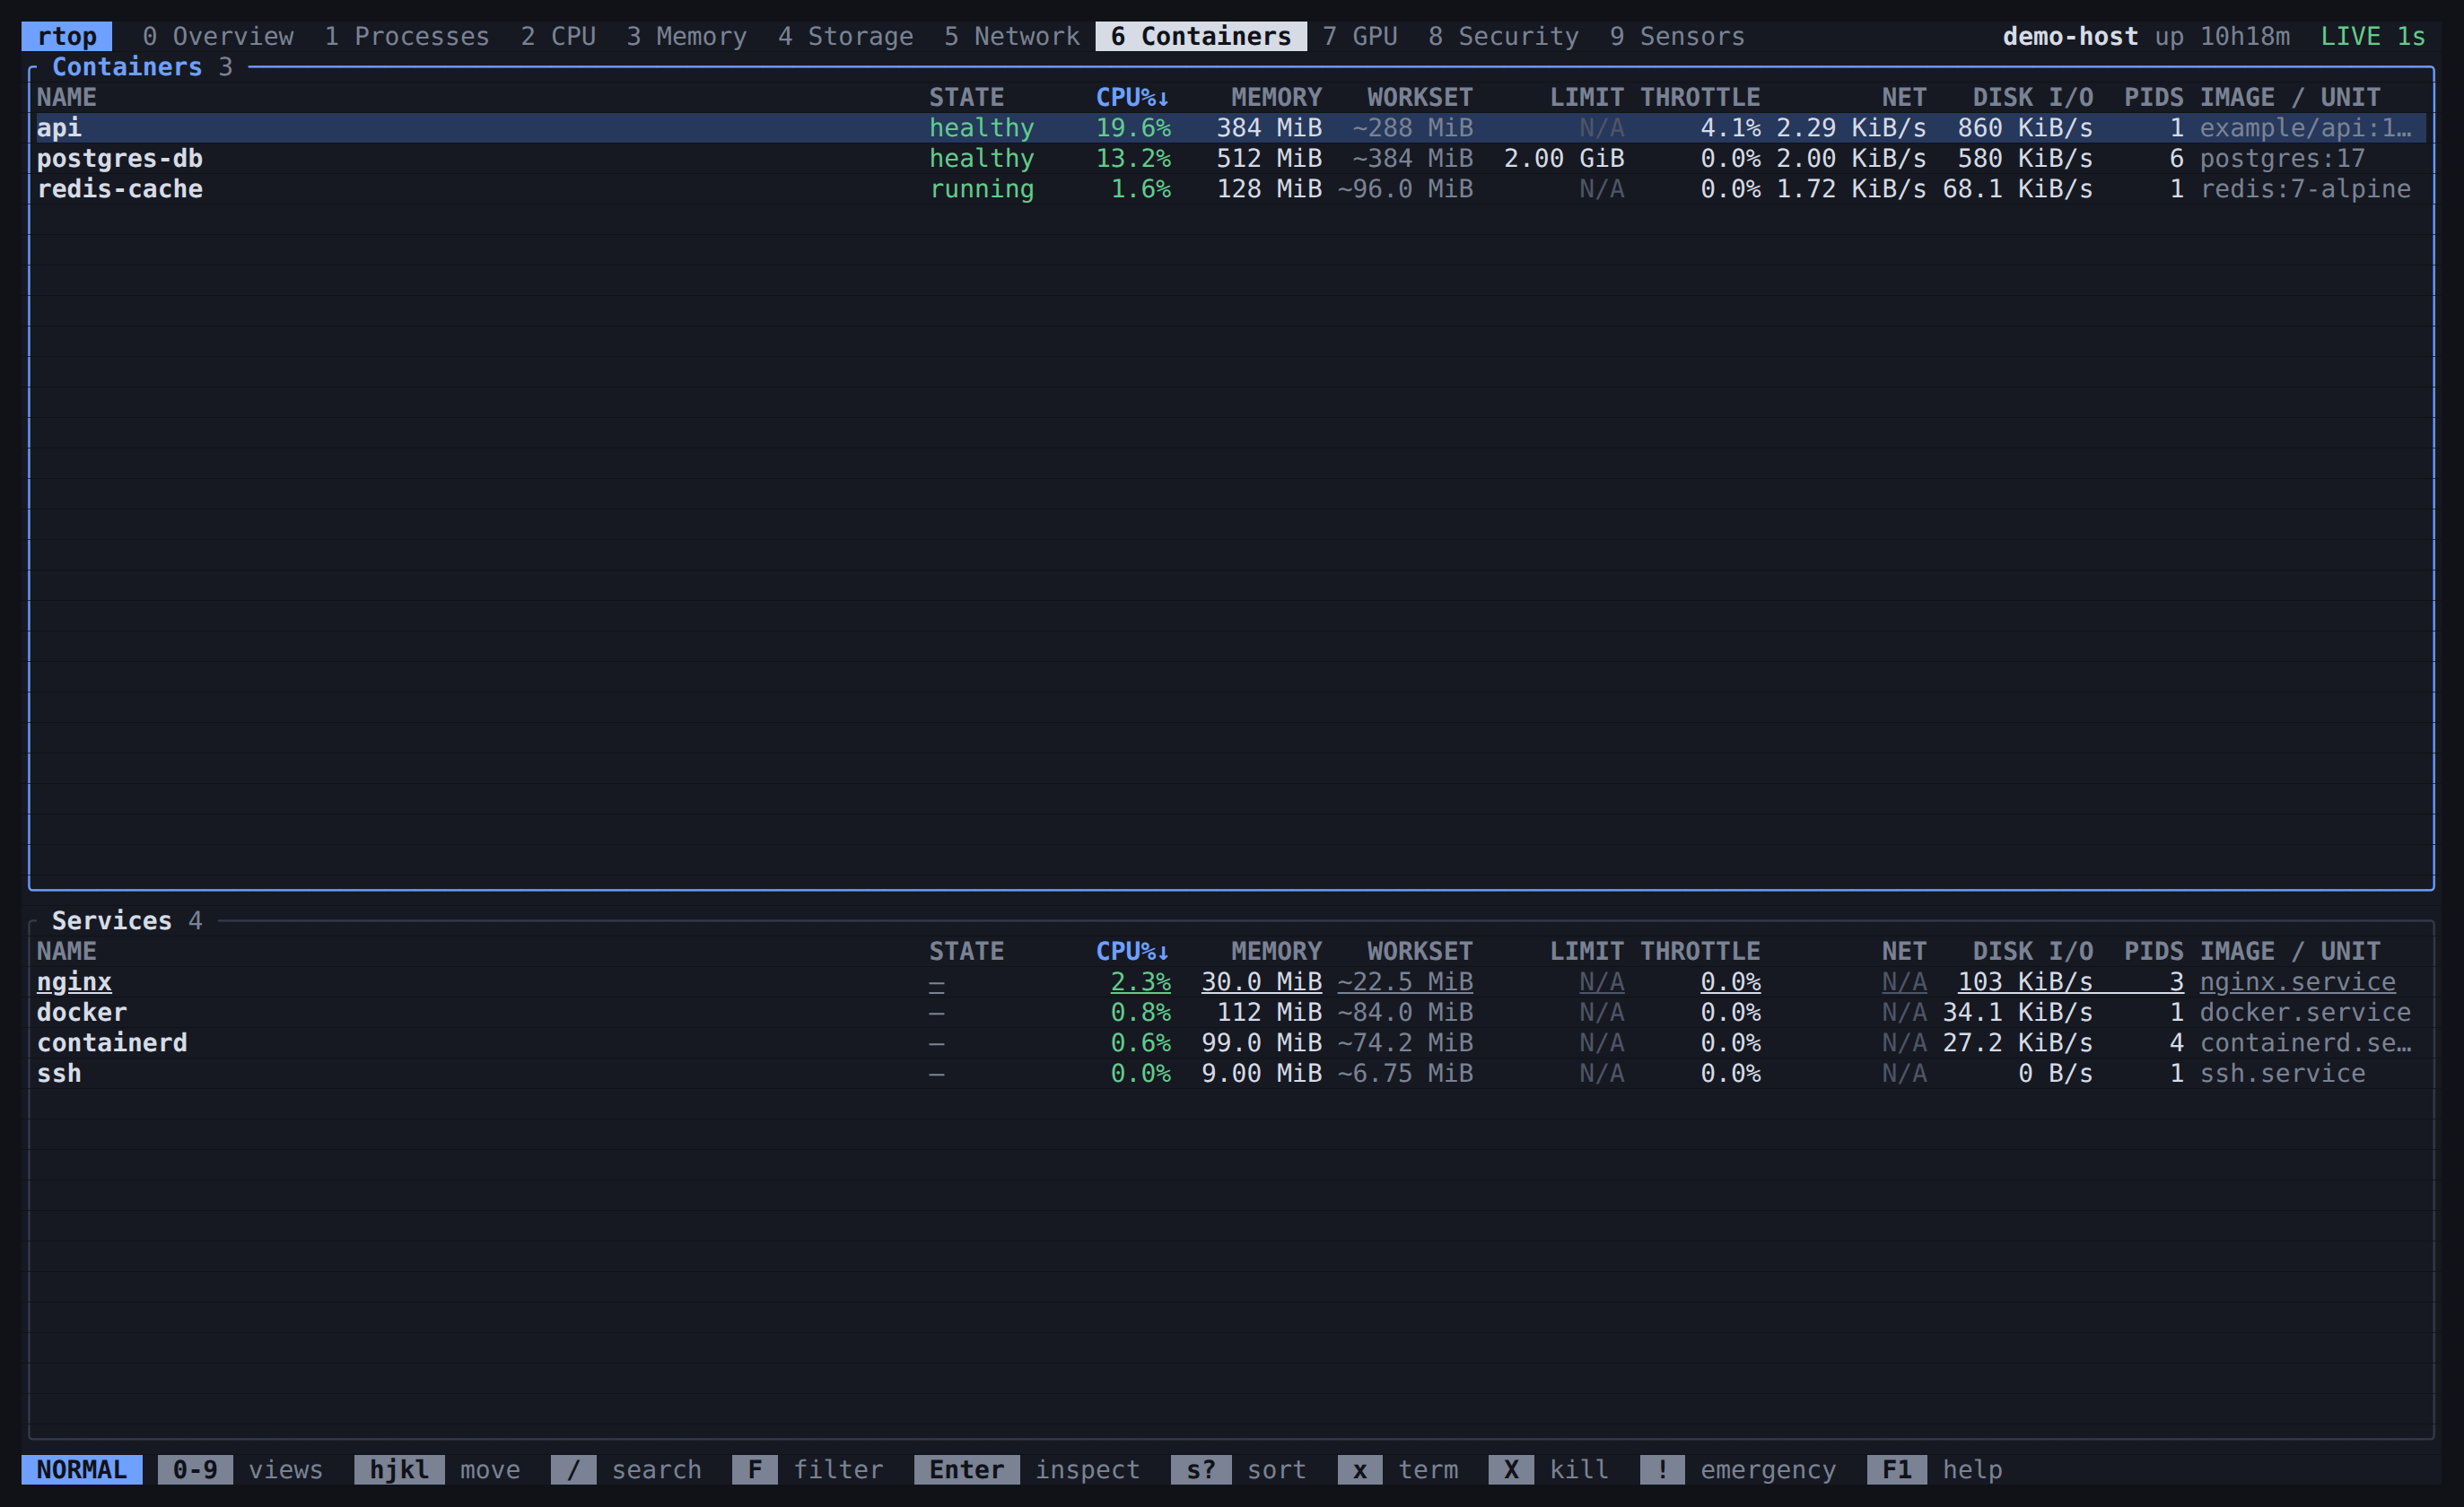 rtop 0 Overview 1 Processes 2 CPU 3 Memory 4 Storage 5 Network 6 Containers 7 GPU 8 Security 9 Sensors demo-host up 10h18m LIVE 1s
Containers 3
NAME STATE CPU%↓ MEMORY WORKSET LIMIT THROTTLE NET DISK I/O PIDS IMAGE / UNIT
api healthy 19.6% 384 MiB ~288 MiB N/A 4.1% 2.29 KiB/s 860 KiB/s 1 example/api:1…
postgres-db healthy 13.2% 512 MiB ~384 MiB 2.00 GiB 0.0% 2.00 KiB/s 580 KiB/s 6 postgres:17
redis-cache running 1.6% 128 MiB ~96.0 MiB N/A 0.0% 1.72 KiB/s 68.1 KiB/s 1 redis:7-alpine
Services 4
NAME STATE CPU%↓ MEMORY WORKSET LIMIT THROTTLE NET DISK I/O PIDS IMAGE / UNIT
nginx — 2.3% 30.0 MiB ~22.5 MiB N/A 0.0% N/A 103 KiB/s 3 nginx.service
docker — 0.8% 112 MiB ~84.0 MiB N/A 0.0% N/A 34.1 KiB/s 1 docker.service
containerd — 0.6% 99.0 MiB ~74.2 MiB N/A 0.0% N/A 27.2 KiB/s 4 containerd.se…
ssh — 0.0% 9.00 MiB ~6.75 MiB N/A 0.0% N/A 0 B/s 1 ssh.service
NORMAL 0-9 views hjkl move / search F filter Enter inspect s? sort x term X kill ! emergency F1 help